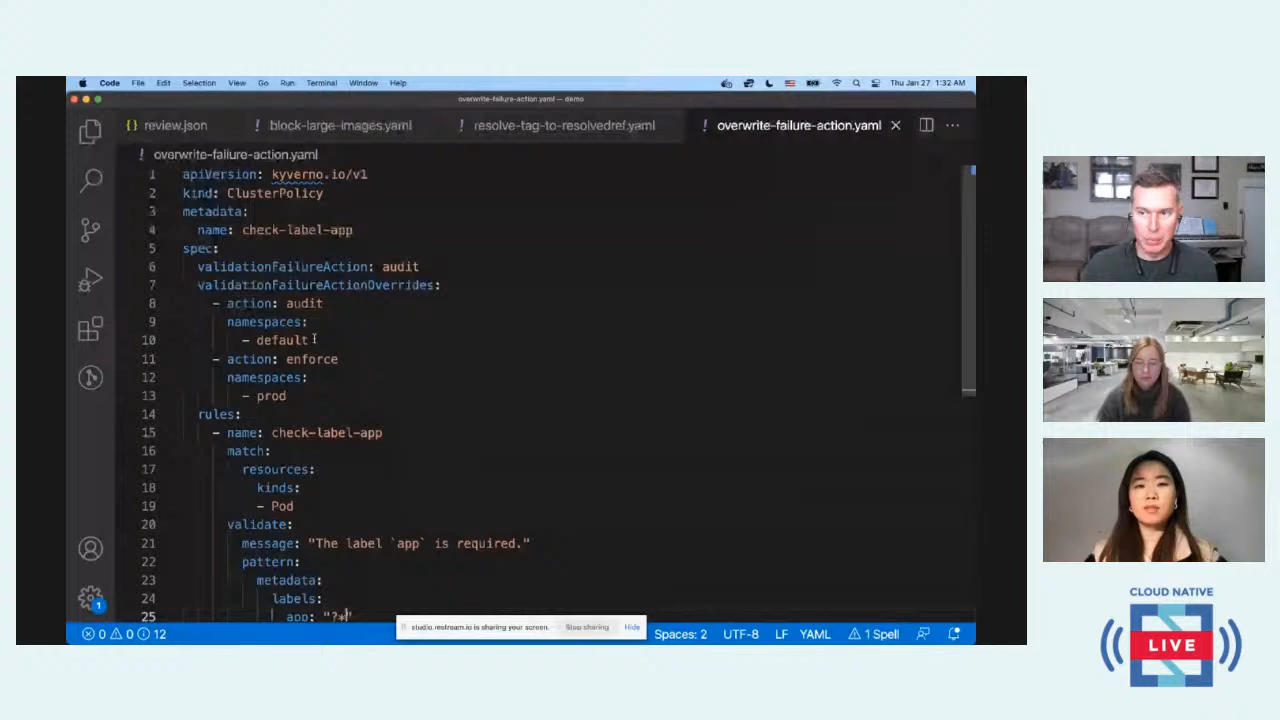 Code File Edit Selection View Go Run Terminal Window Help Thu Jan 27 1:32 AM
overwrite-failure-action.yaml — demo
{} review.json ! block-large-images.yaml ! resolve-tag-to-resolvedref.yaml ! overwrite-failure-action.yaml
! overwrite-failure-action.yaml
1 apiVersion: kyverno.io/v1
2 kind: ClusterPolicy
3 metadata:
4 name: check-label-app
5 spec:
6 validationFailureAction: audit
7 validationFailureActionOverrides:
8 - action: audit
9 namespaces:
10 - default
11 - action: enforce
12 namespaces:
13 - prod
14 rules:
15 - name: check-label-app
16 match:
17 resources:
18 kinds:
19 - Pod
20 validate:
21 message: "The label `app` is required."
22 pattern:
23 metadata:
24 labels:
25 app: "?*"
studio.restream.io is sharing your screen. Stop sharing Hide
0 0 12 Spaces: 2 UTF-8 LF YAML 1 Spell
1
CLOUD NATIVE
LIVE